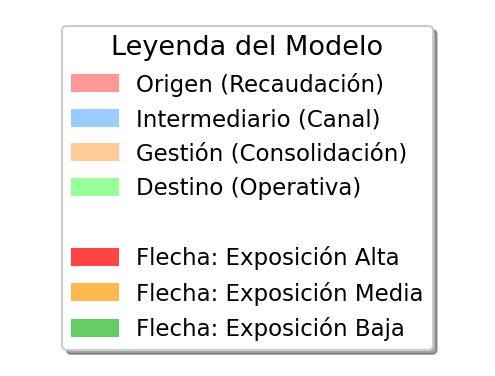 Leyenda del Modelo
Origen (Recaudación)
Intermediario (Canal)
Gestión (Consolidación)
Destino (Operativa)
Flecha: Exposición Alta
Flecha: Exposición Media
Flecha: Exposición Baja